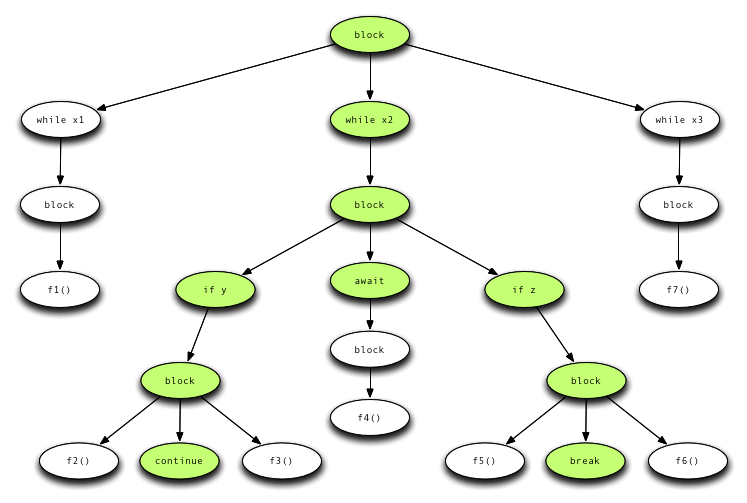 block
while x1
while x2
while x3
block
block
block
f1()
if y
await
if z
f7()
block
block
block
f4()
f2()
continue
f3()
f5()
break
f6()